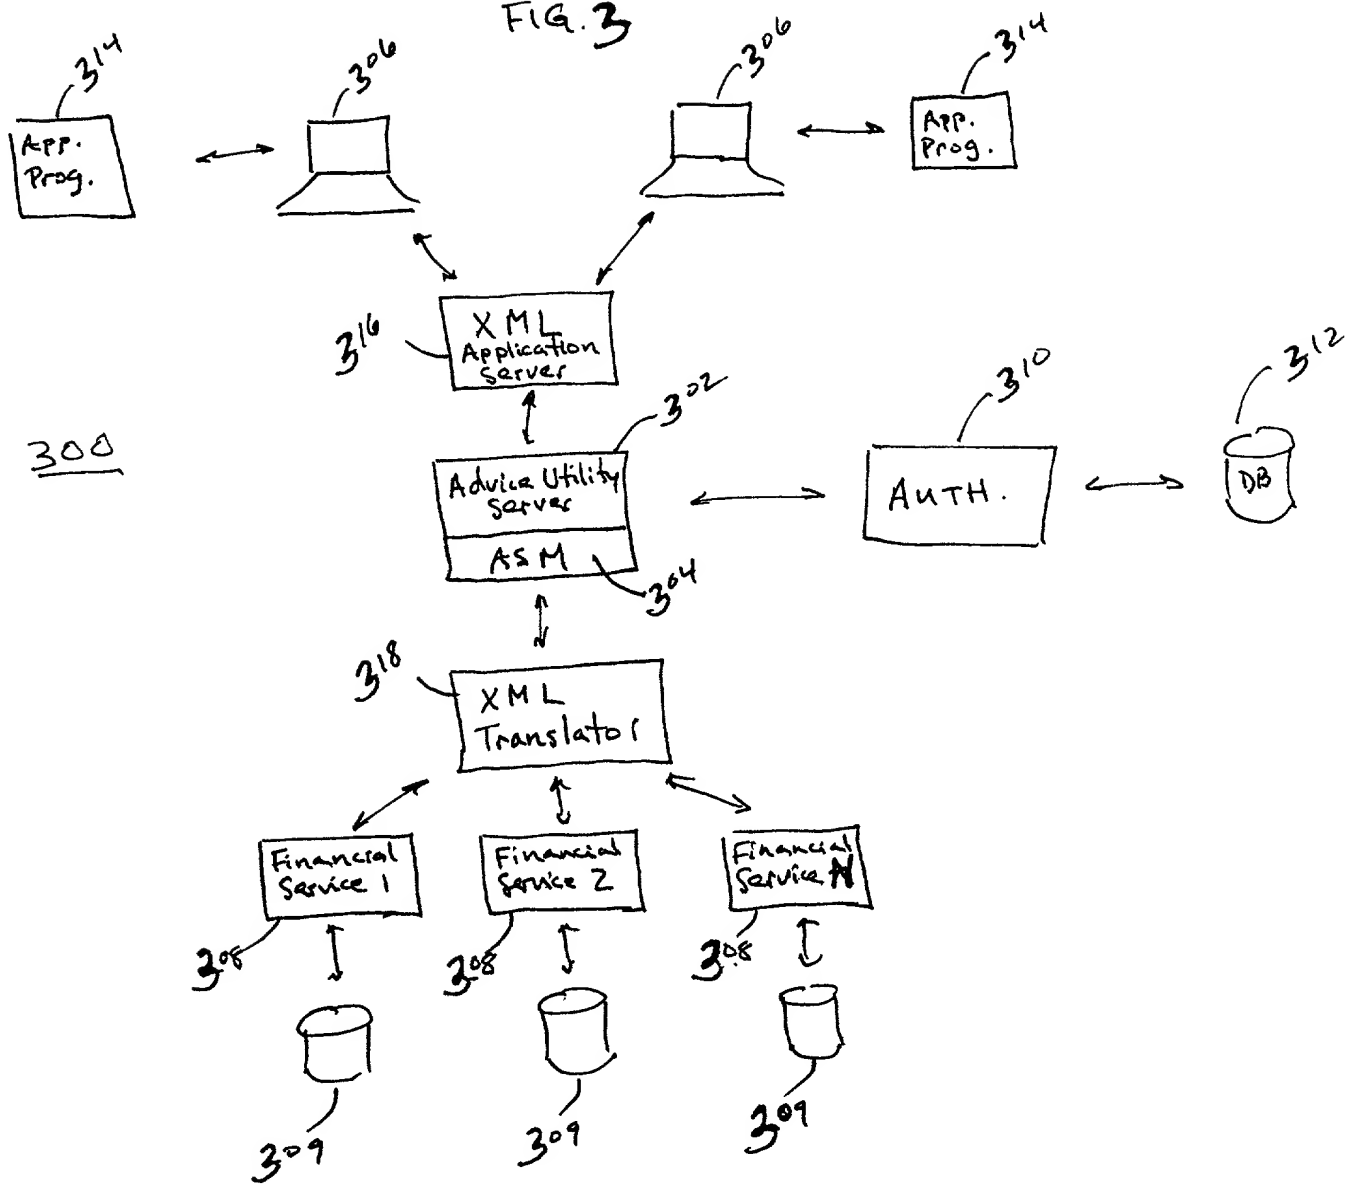 FIG. 3
314
306
306
314
App.
Prog.
App.
Prog.
316
XML
Application
Server
302
310
312
300
Advice Utility
Server
AUTH.
DB
ASM
304
318
XML
Translator
Financial
Service 1
Financial
Service 2
Financial
Service N
308
308
308
309
309
309